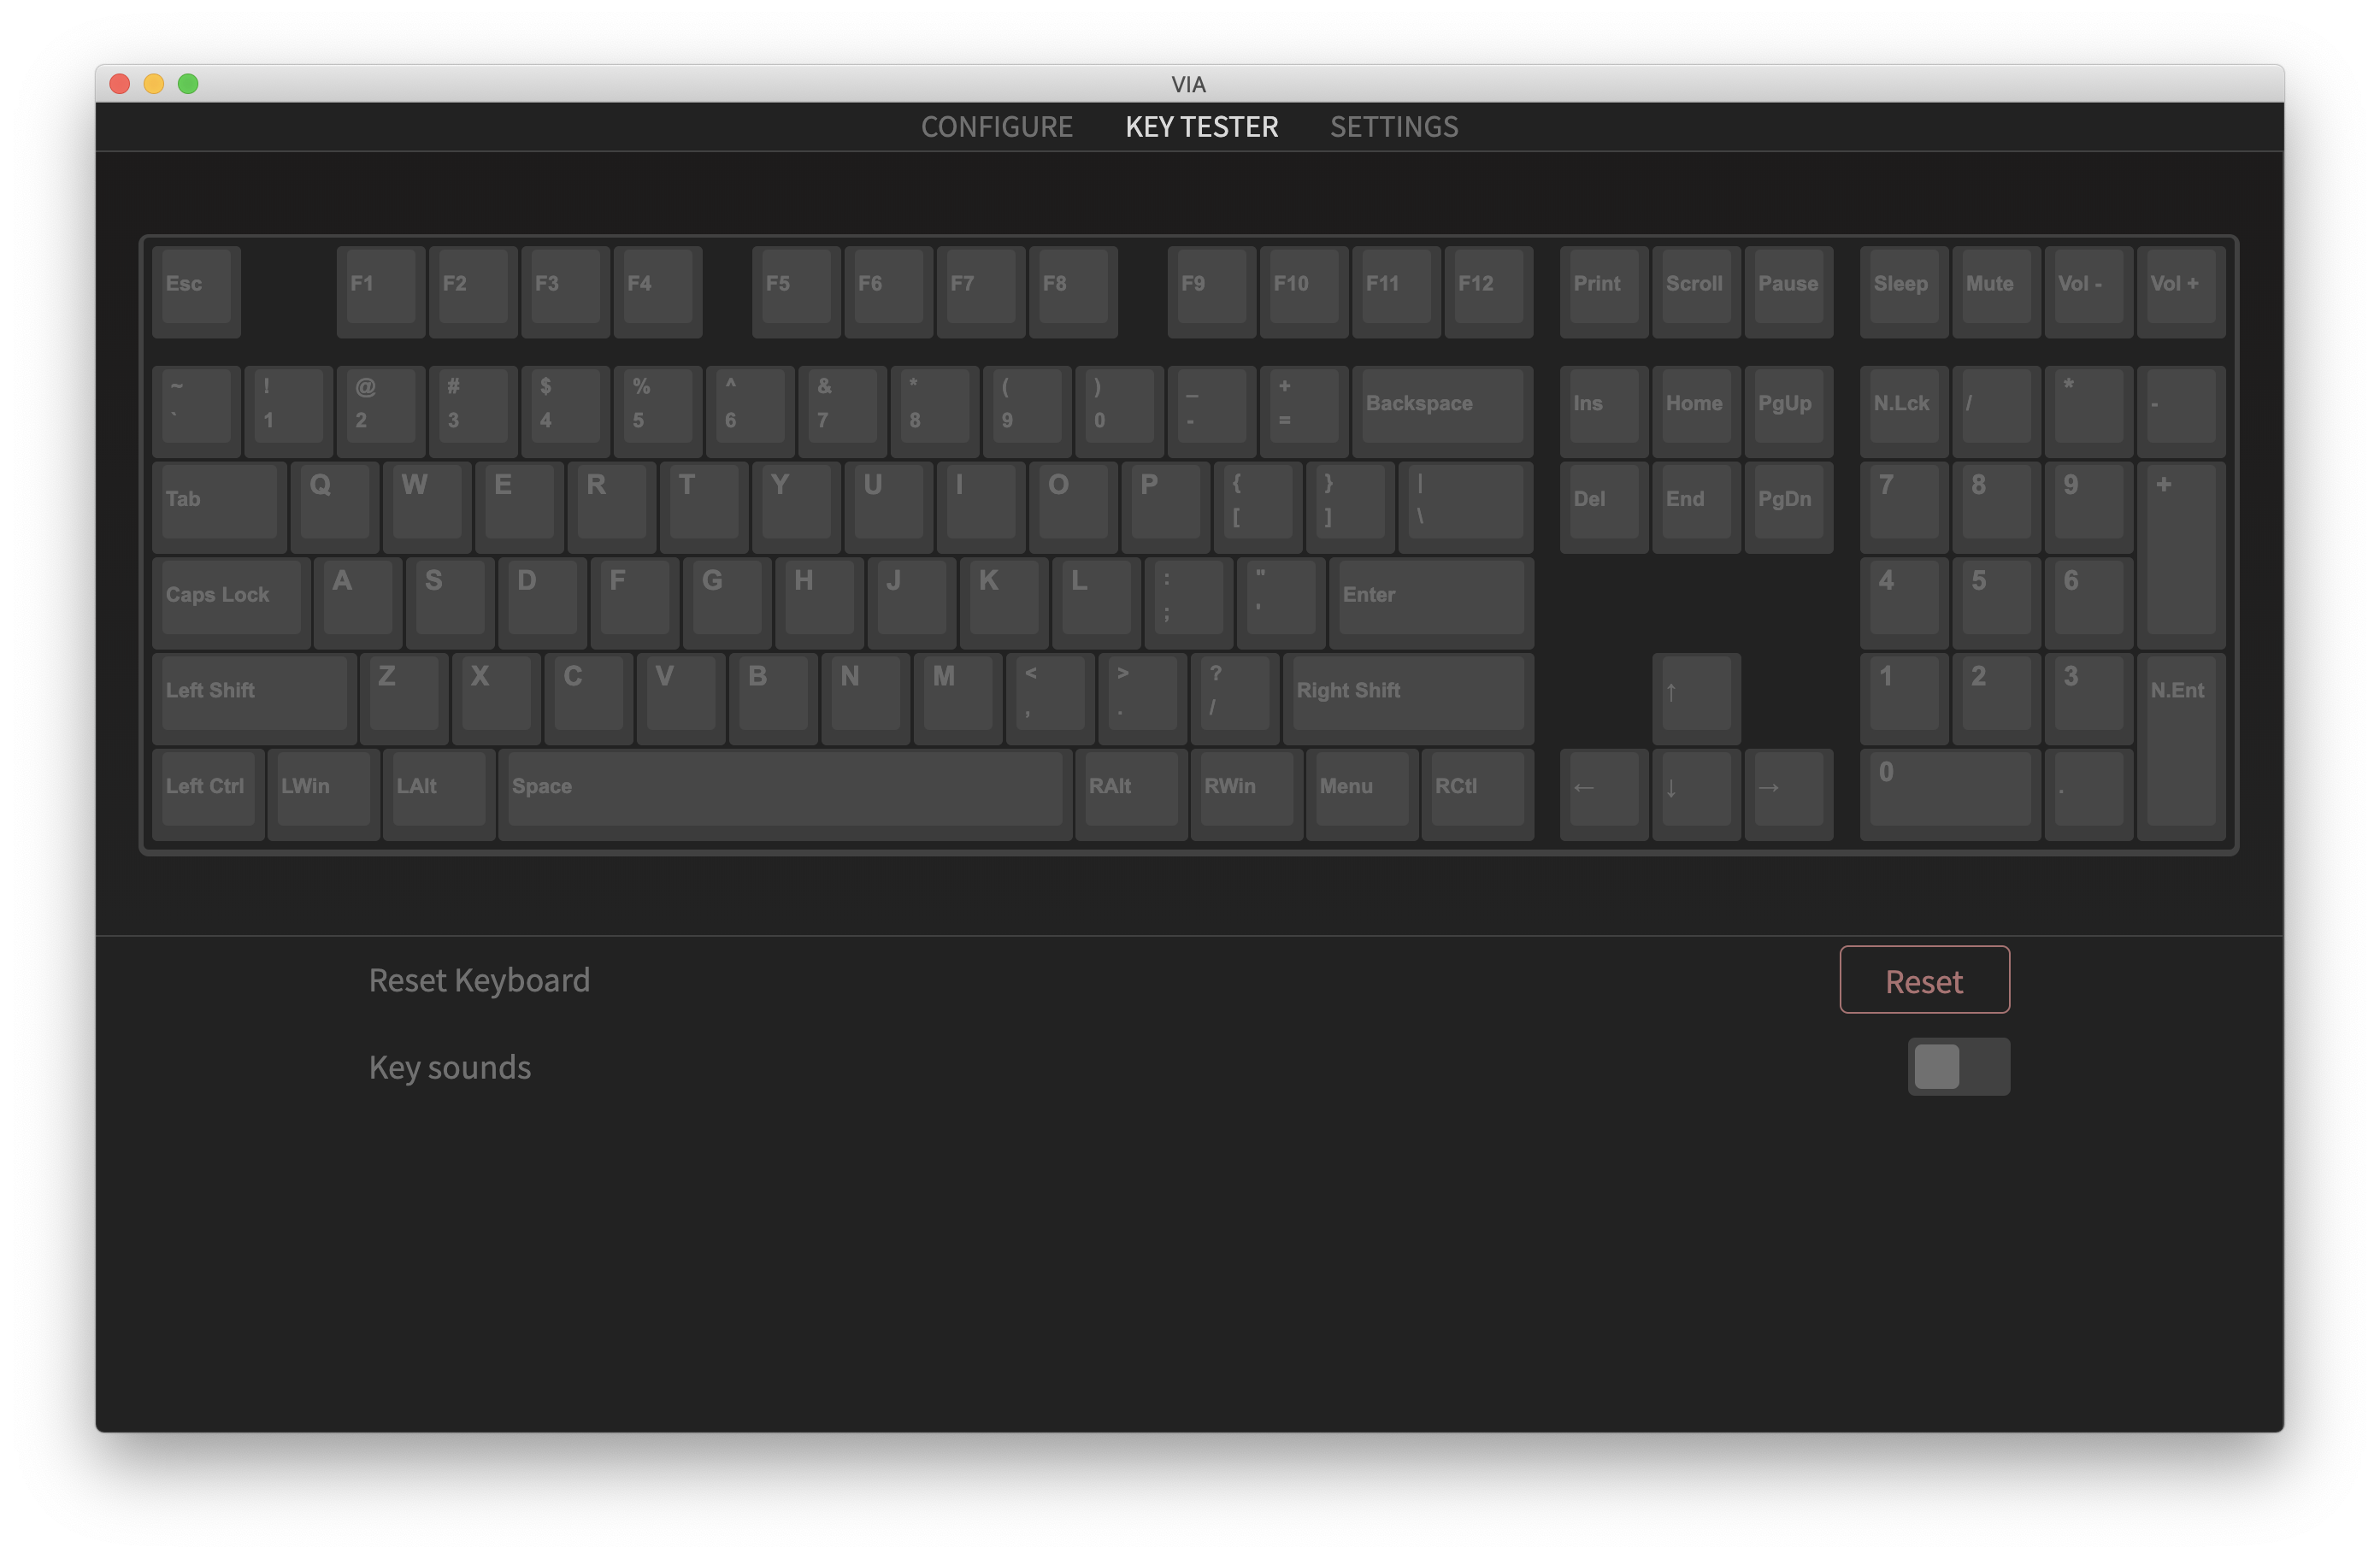 VIA
CONFIGURE KEY TESTER SETTINGS
Esc F1 F2 F3 F4 F5 F6 F7 F8 F9 F10 F11 F12 Print Scroll Pause Sleep Mute Vol - Vol +
~ ! @ # $ % ^ & * ( ) _ +
` 1 2 3 4 5 6 7 8 9 0 - = Backspace Ins Home PgUp N.Lck / * -
Tab Q W E R T Y U I O P { } | Del End PgDn 7 8 9 +
[ ] \
Caps Lock A S D F G H J K L : " Enter 4 5 6
; '
Left Shift Z X C V B N M < > ? Right Shift ↑ 1 2 3 N.Ent
, . /
Left Ctrl LWin LAlt Space RAlt RWin Menu RCtl ← ↓ → 0 .
Reset Keyboard Reset
Key sounds